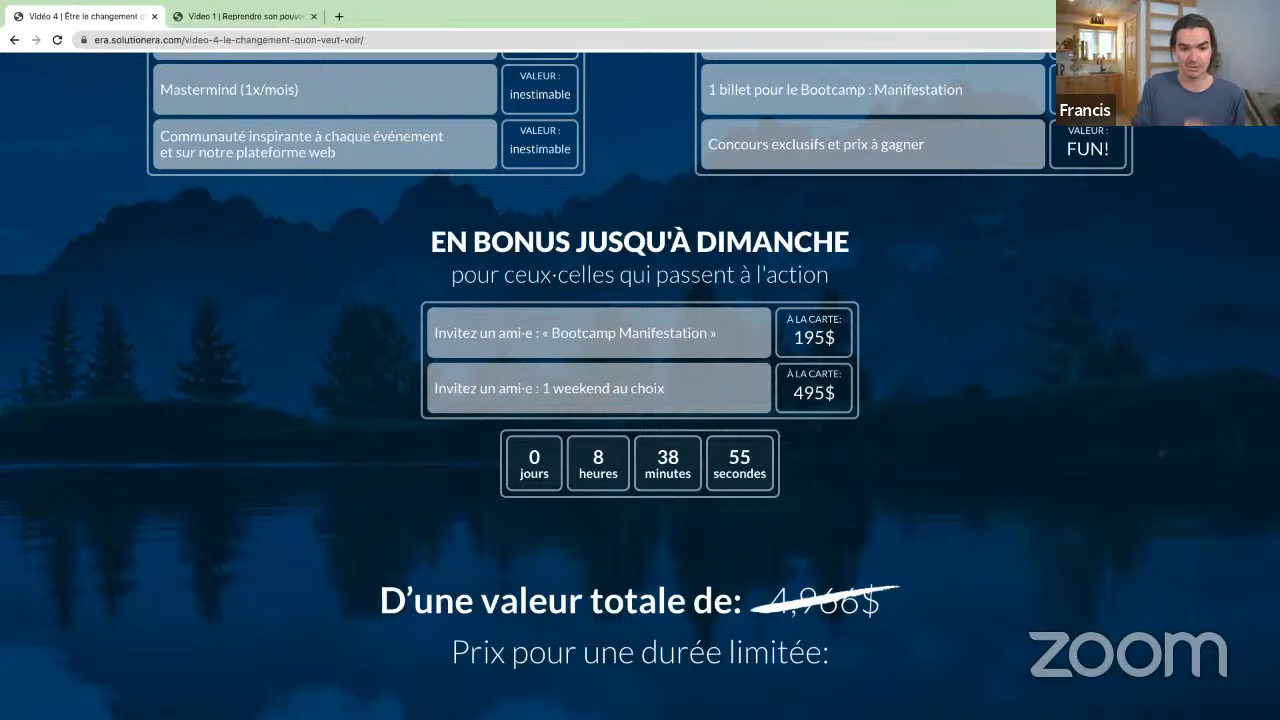 Vidéo 4 | Être le changement q
Video 1 | Reprendre son pouvo
era.solutionera.com/video-4-le-changement-quon-veut-voir/
Francis
Mastermind (1x/mois)
VALEUR :
inestimable
1 billet pour le Bootcamp : Manifestation
Communauté inspirante à chaque événement
et sur notre plateforme web
VALEUR :
inestimable
Concours exclusifs et prix à gagner
VALEUR :
FUN!
EN BONUS JUSQU'À DIMANCHE
pour ceux·celles qui passent à l'action
Invitez un ami·e : « Bootcamp Manifestation »
À LA CARTE:
195$
Invitez un ami·e : 1 weekend au choix
À LA CARTE:
495$
0
jours
8
heures
38
minutes
55
secondes
D’une valeur totale de: 4,966$
Prix pour une durée limitée:
zoom